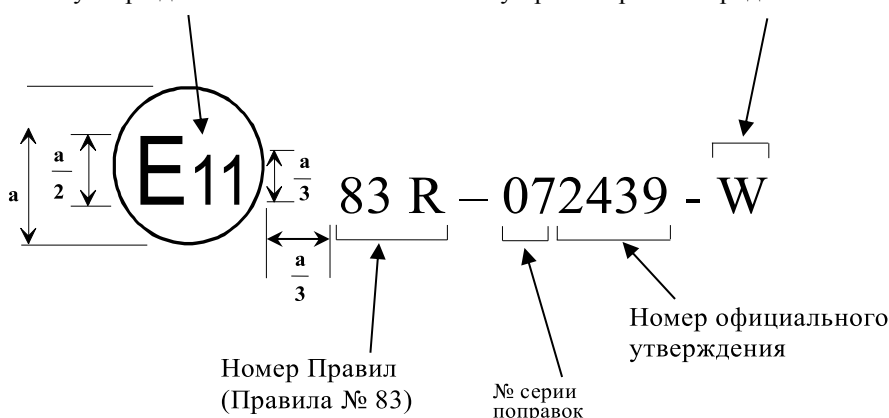 a
a
2
E11
a
3
83 R – 072439 - W
a
3
Номер официального
утверждения
Номер Правил
(Правила № 83)
№ серии
поправок